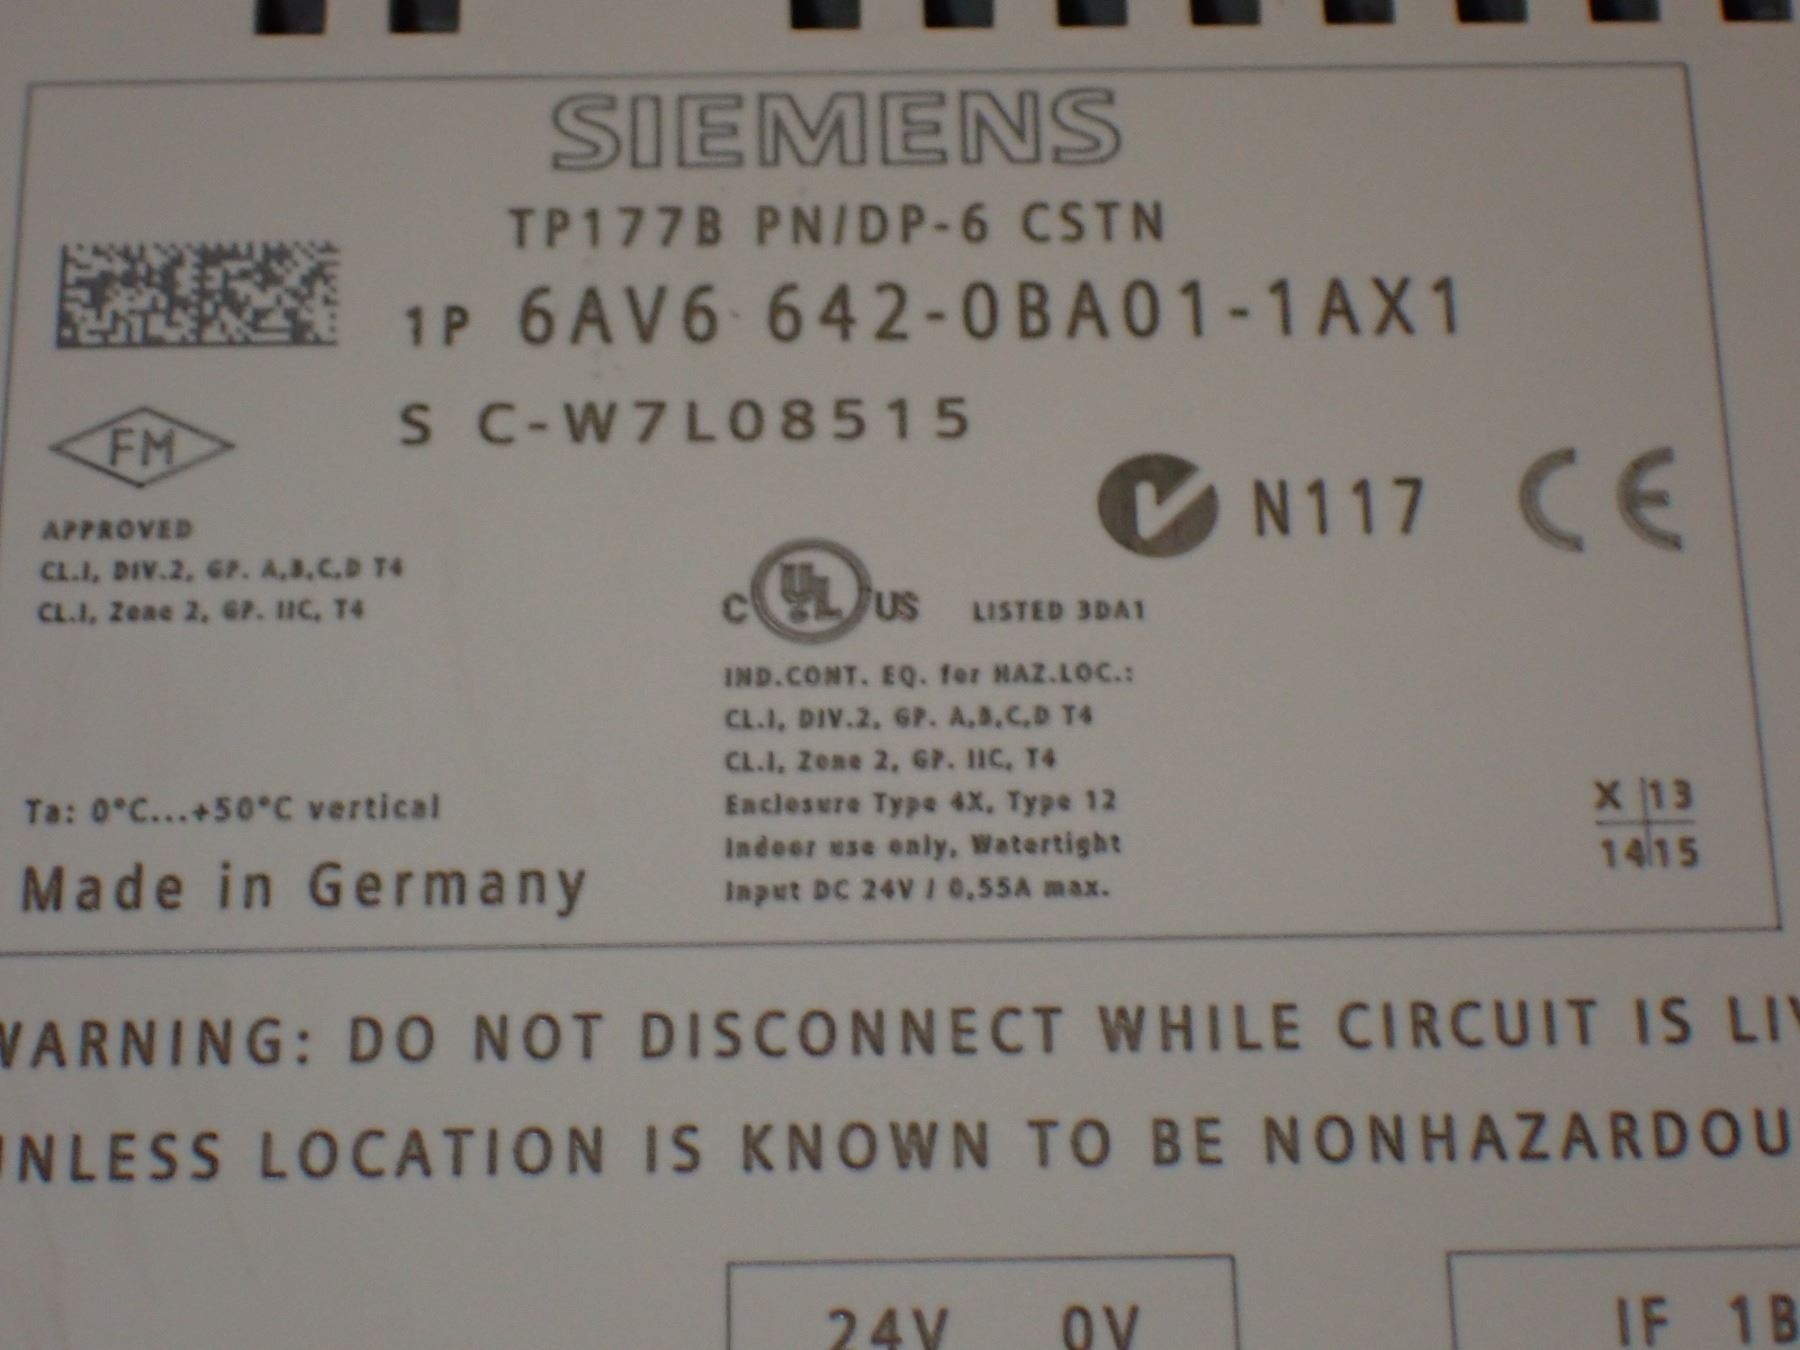 SIEMENS
TP177B PN/DP-6 CSTN
1P 6AV6 642-0BA01-1AX1
S C-W7L08515
FM
N117 CE
APPROVED
CL.I, DIV.2, GP. A,B,C,D T4
CL.I, Zone 2, GP. IIC, T4
C UL US LISTED 3DA1
IND.CONT. EQ. for HAZ.LOC.:
CL.I, DIV.2, GP. A,B,C,D T4
CL.I, Zone 2, GP. IIC, T4
Enclosure Type 4X, Type 12
Indoor use only, Watertight
Input DC 24V / 0,55A max.
Ta: 0°C...+50°C vertical
Made in Germany
X 13
14 15
WARNING: DO NOT DISCONNECT WHILE CIRCUIT IS LIV
UNLESS LOCATION IS KNOWN TO BE NONHAZARDOU
24V 0V
IF 1B